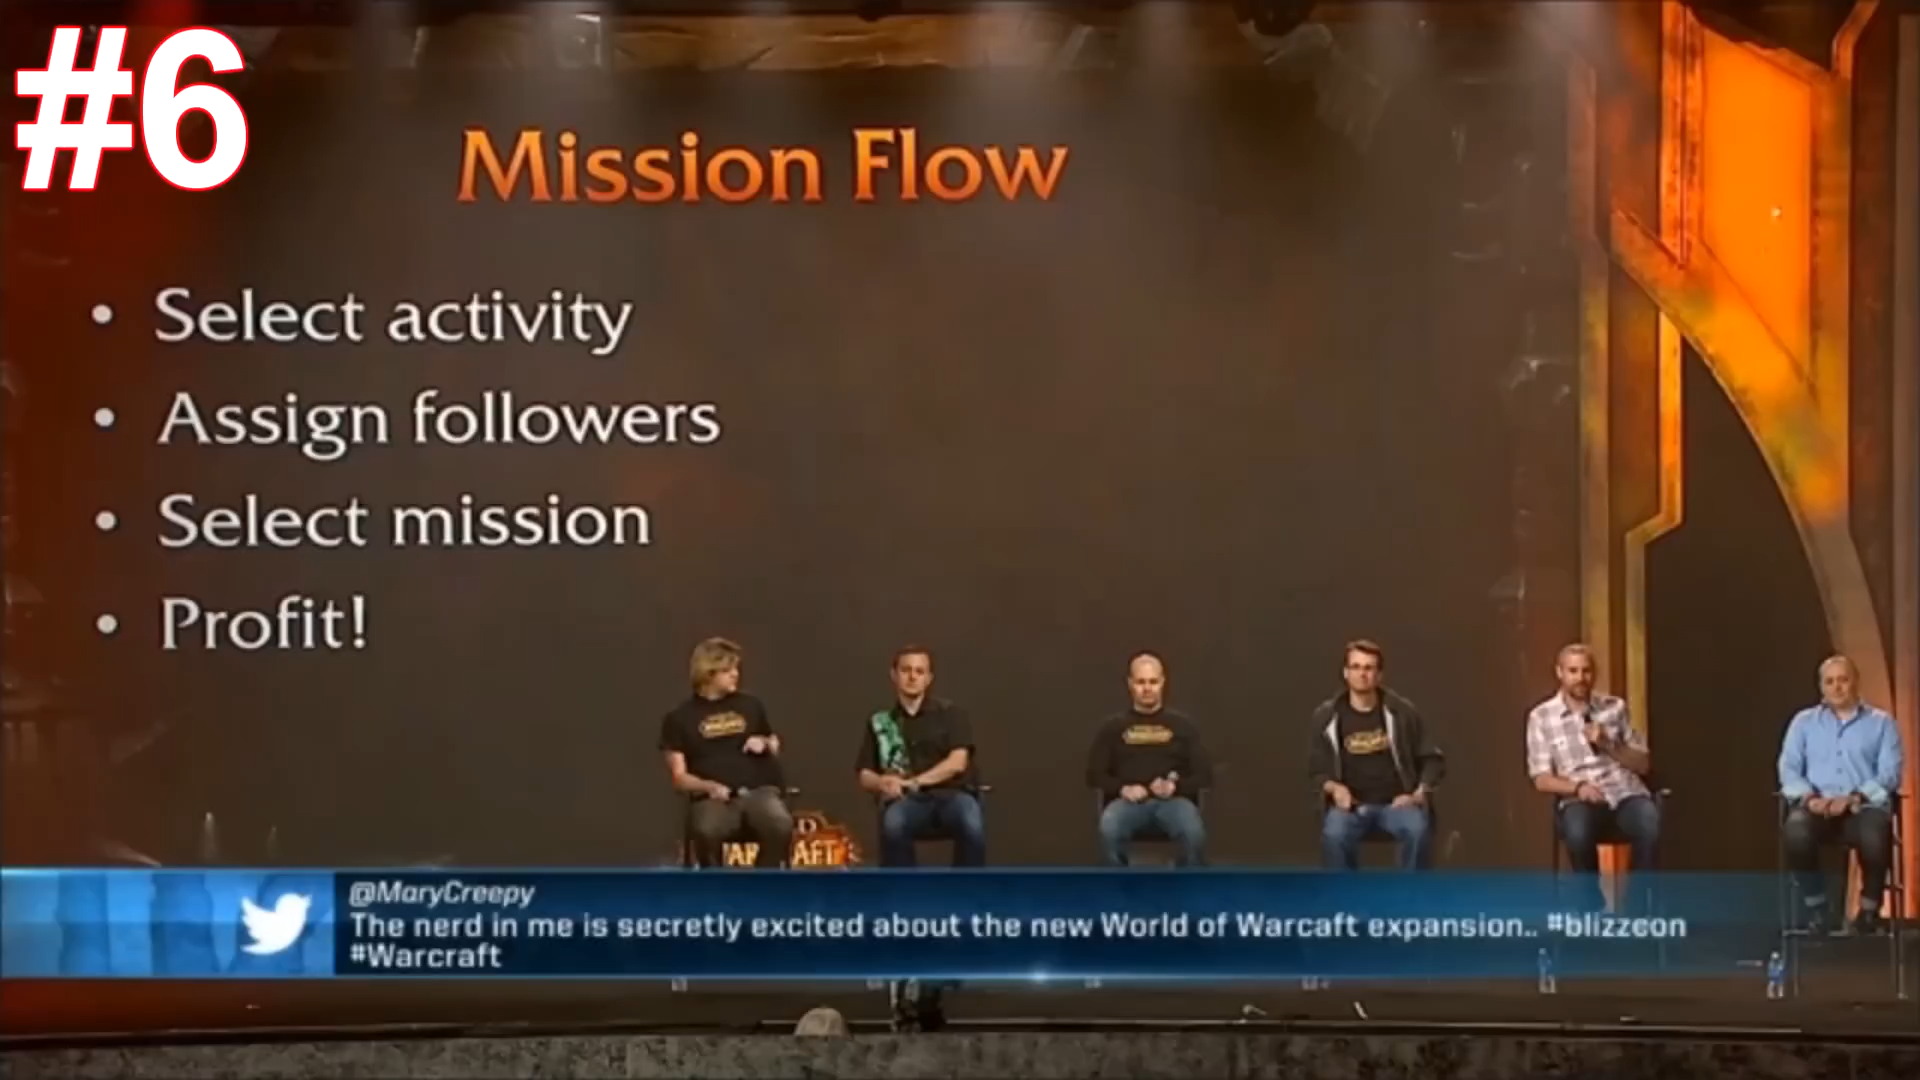 #6
Mission Flow
• Select activity
• Assign followers
• Select mission
• Profit!
@MaryCreepy
The nerd in me is secretly excited about the new World of Warcaft expansion.. #blizzcon
#Warcraft